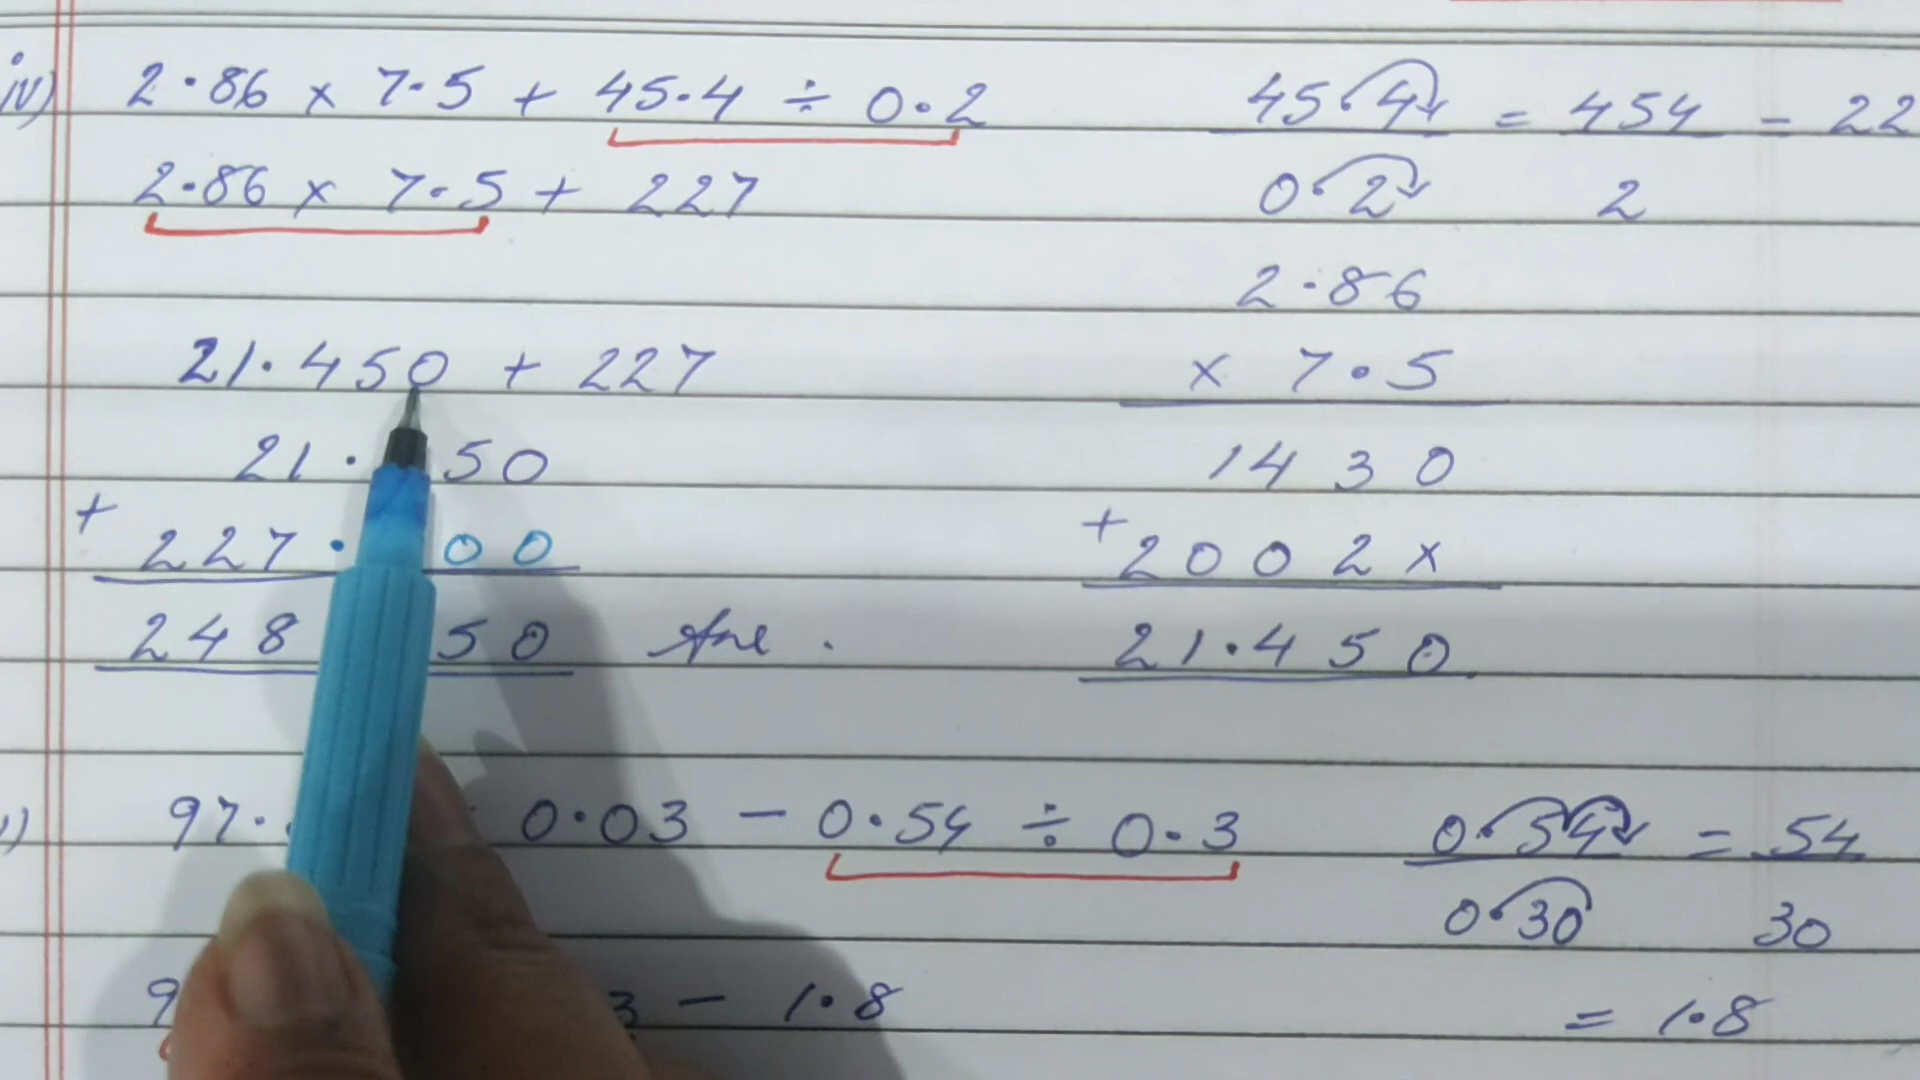 iv) 2.86 × 7.5 + 45.4 ÷ 0.2
2.86 × 7.5 + 227
21.450 + 227
21. 50
+ 227. 00
248 50 Ans.
45.4 = 454 = 22
0.2 2
2.86
× 7.5
1430
+ 2002×
21.450
97. 0.03 - 0.54 ÷ 0.3
9 3 - 1.8
0.54 = 54
0.30 30
= 1.8